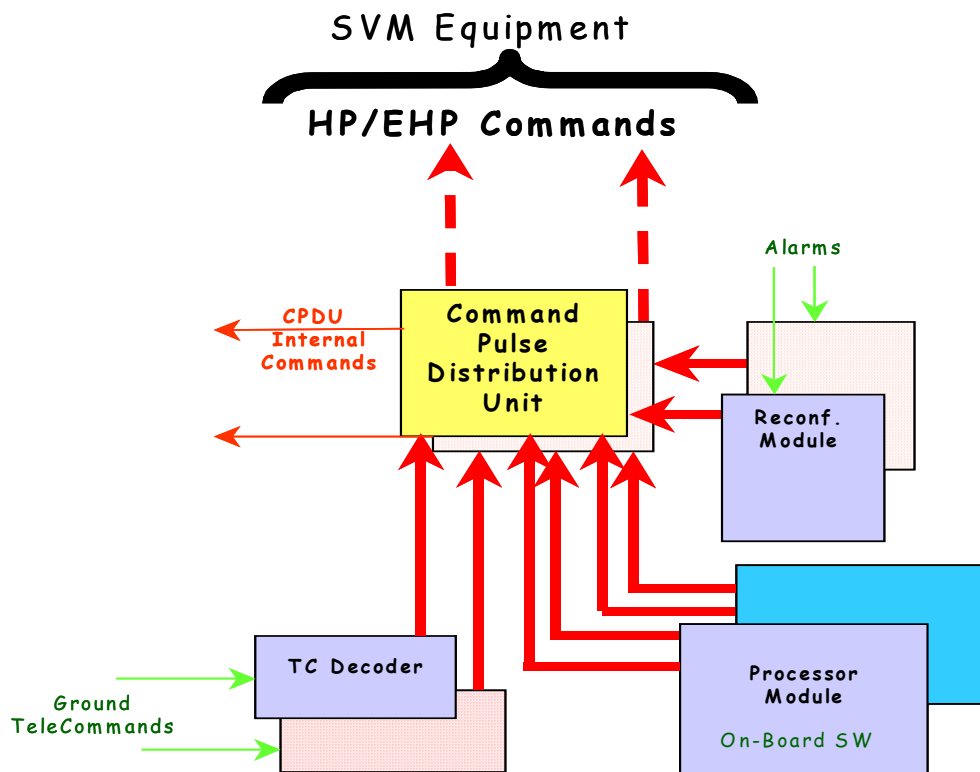 SVM Equipment
HP/EHP Commands
Alarms
CPDU
Internal
Commands
Command
Pulse
Distribution
Unit
Reconf.
Module
TC Decoder
Ground
TeleCommands
Processor
Module
On-Board SW